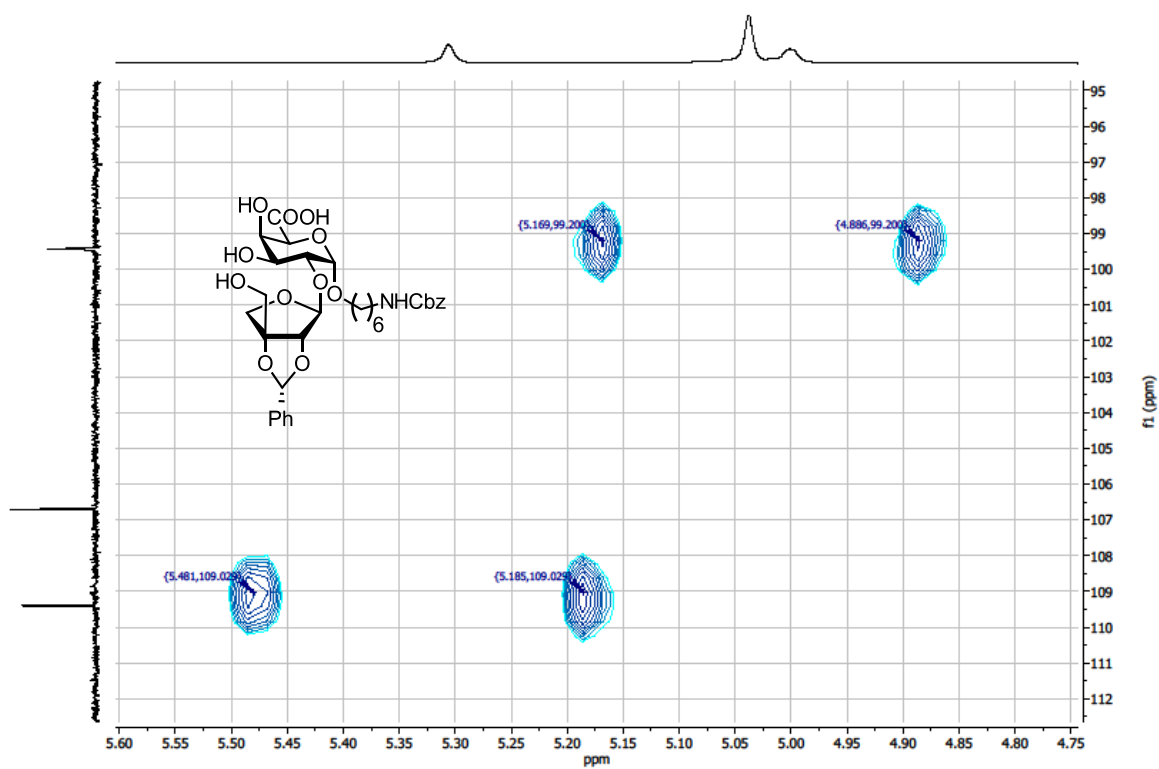 95
96
97
98
99
100
101
102
103
104
105
106
107
108
109
110
111
112
f1 (ppm)
{5.169,99.200}
{4.886,99.200}
{5.481,109.029}
{5.185,109.029}
HO
COOH
O
HO
O
HO
O
O
NHCbz
6
O
O
Ph
5.60 5.55 5.50 5.45 5.40 5.35 5.30 5.25 5.20 5.15 5.10 5.05 5.00 4.95 4.90 4.85 4.80 4.75
ppm